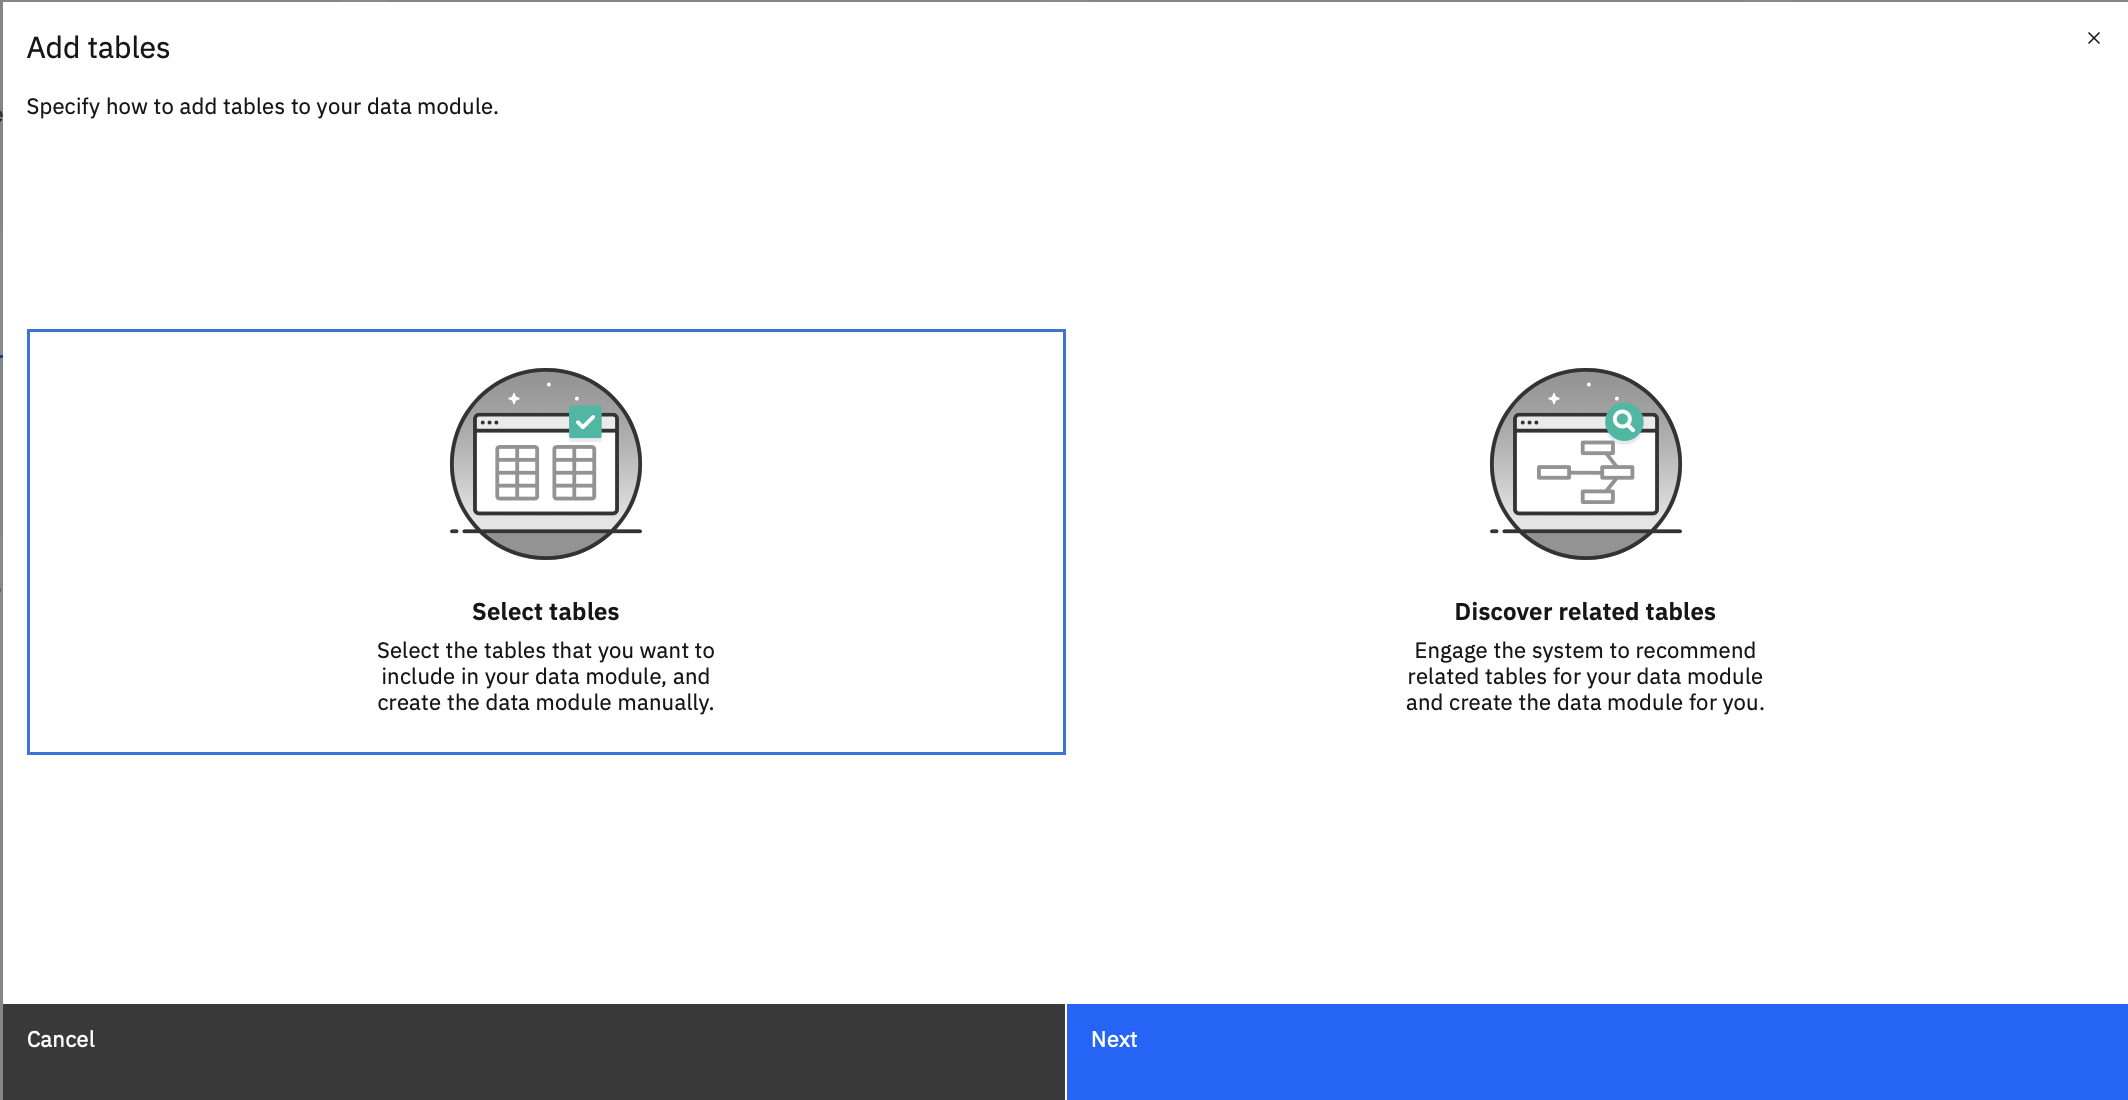 Add tables
Specify how to add tables to your data module.
Select tables
Select the tables that you want to
include in your data module, and
create the data module manually.
Discover related tables
Engage the system to recommend
related tables for your data module
and create the data module for you.
Cancel
Next